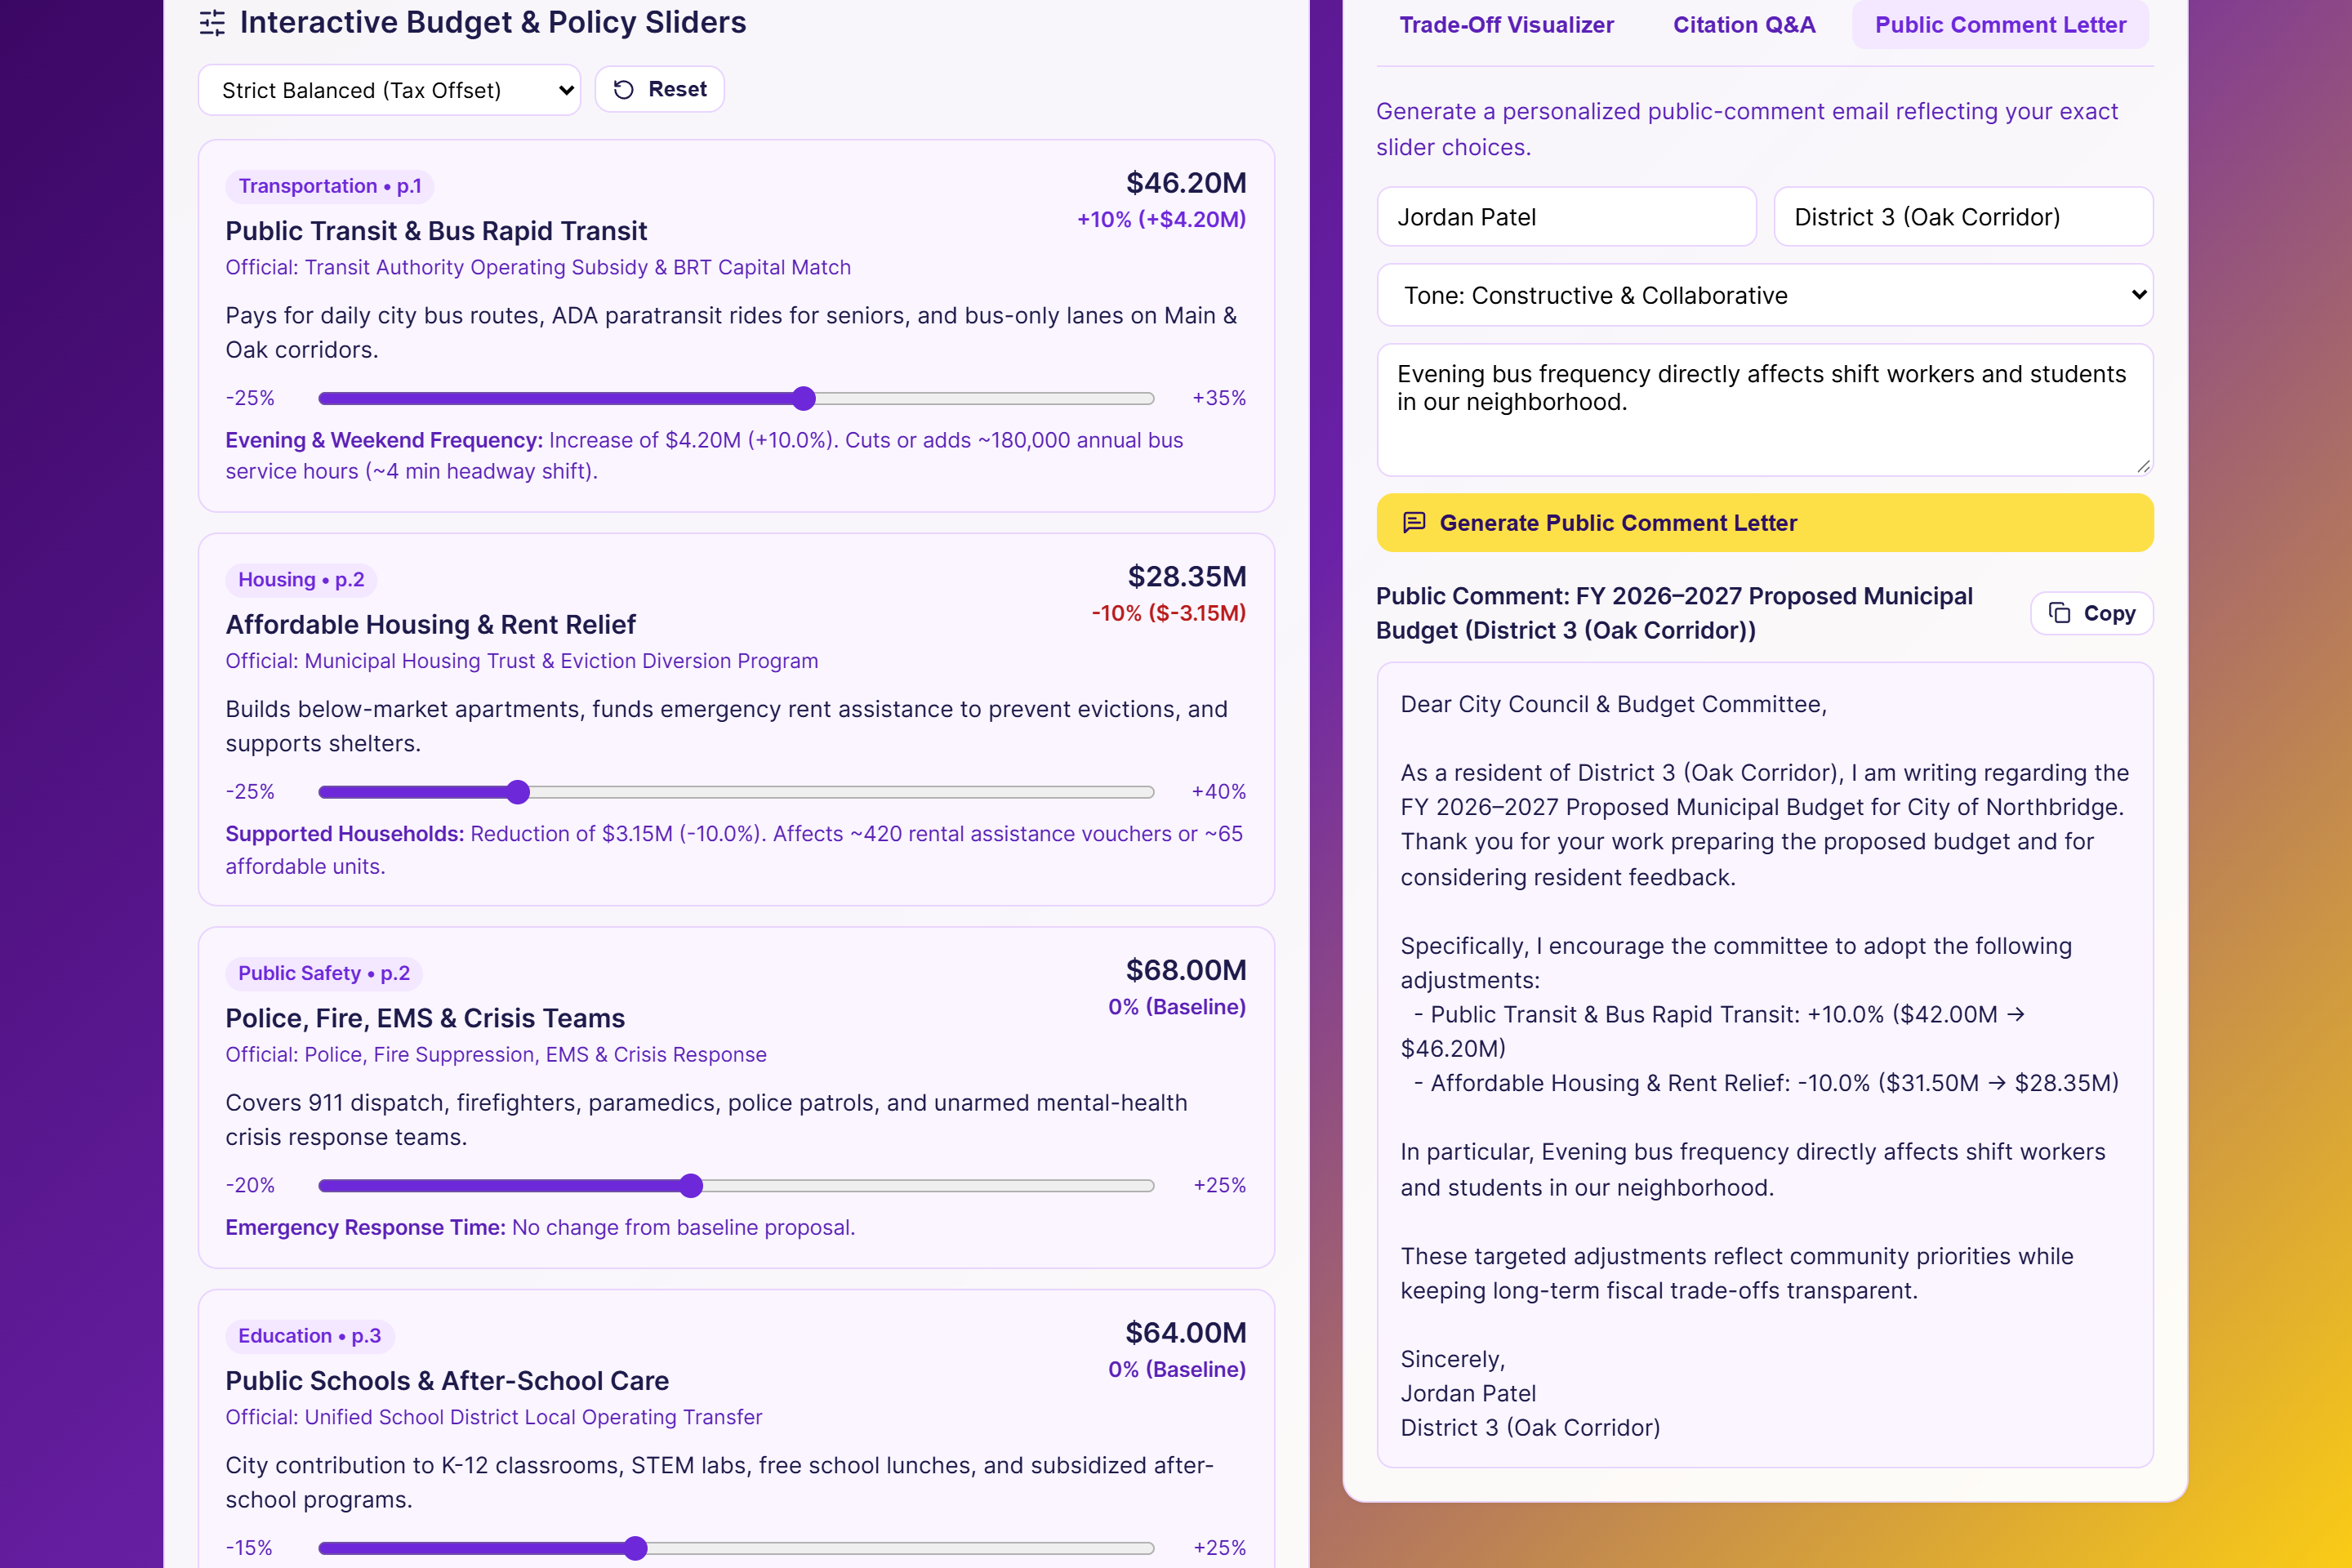 Interactive Budget & Policy Sliders
Strict Balanced (Tax Offset)
Reset
Transportation • p.1
$46.20M
+10% (+$4.20M)
Public Transit & Bus Rapid Transit
Official: Transit Authority Operating Subsidy & BRT Capital Match
Pays for daily city bus routes, ADA paratransit rides for seniors, and bus-only lanes on Main &
Oak corridors.
-25%
+35%
Evening & Weekend Frequency: Increase of $4.20M (+10.0%). Cuts or adds ~180,000 annual bus
service hours (~4 min headway shift).
Housing • p.2
$28.35M
-10% ($-3.15M)
Affordable Housing & Rent Relief
Official: Municipal Housing Trust & Eviction Diversion Program
Builds below-market apartments, funds emergency rent assistance to prevent evictions, and
supports shelters.
-25%
+40%
Supported Households: Reduction of $3.15M (-10.0%). Affects ~420 rental assistance vouchers or ~65
affordable units.
Public Safety • p.2
$68.00M
0% (Baseline)
Police, Fire, EMS & Crisis Teams
Official: Police, Fire Suppression, EMS & Crisis Response
Covers 911 dispatch, firefighters, paramedics, police patrols, and unarmed mental-health
crisis response teams.
-20%
+25%
Emergency Response Time: No change from baseline proposal.
Education • p.3
$64.00M
0% (Baseline)
Public Schools & After-School Care
Official: Unified School District Local Operating Transfer
City contribution to K-12 classrooms, STEM labs, free school lunches, and subsidized after-
school programs.
-15%
+25%
Trade-Off Visualizer
Citation Q&A
Public Comment Letter
Generate a personalized public-comment email reflecting your exact
slider choices.
Jordan Patel
District 3 (Oak Corridor)
Tone: Constructive & Collaborative
Evening bus frequency directly affects shift workers and students
in our neighborhood.
Generate Public Comment Letter
Public Comment: FY 2026–2027 Proposed Municipal
Budget (District 3 (Oak Corridor))
Copy
Dear City Council & Budget Committee,
As a resident of District 3 (Oak Corridor), I am writing regarding the
FY 2026–2027 Proposed Municipal Budget for City of Northbridge.
Thank you for your work preparing the proposed budget and for
considering resident feedback.
Specifically, I encourage the committee to adopt the following
adjustments:
- Public Transit & Bus Rapid Transit: +10.0% ($42.00M →
$46.20M)
- Affordable Housing & Rent Relief: -10.0% ($31.50M → $28.35M)
In particular, Evening bus frequency directly affects shift workers
and students in our neighborhood.
These targeted adjustments reflect community priorities while
keeping long-term fiscal trade-offs transparent.
Sincerely,
Jordan Patel
District 3 (Oak Corridor)